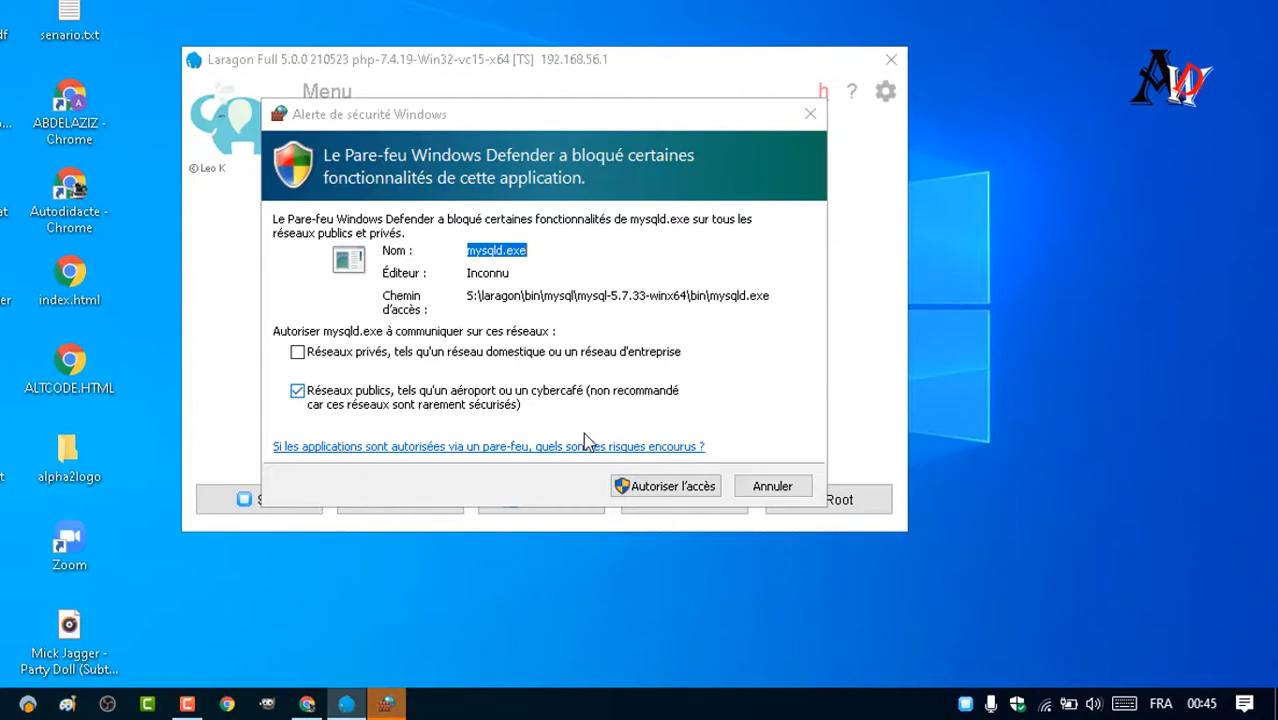 df
senario.txt
Laragon Full 5.0.0 210523 php-7.4.19-Win32-vc15-x64 [TS] 192.168.56.1
Menu
h
?
© Leo K
Alerte de sécurité Windows
Le Pare-feu Windows Defender a bloqué certaines
fonctionnalités de cette application.
Le Pare-feu Windows Defender a bloqué certaines fonctionnalités de mysqld.exe sur tous les
réseaux publics et privés.
Nom : mysqld.exe
Éditeur : Inconnu
Chemin S:\laragon\bin\mysql\mysql-5.7.33-winx64\bin\mysqld.exe
d'accès :
Autoriser mysqld.exe à communiquer sur ces réseaux :
Réseaux privés, tels qu'un réseau domestique ou un réseau d'entreprise
Réseaux publics, tels qu'un aéroport ou un cybercafé (non recommandé
car ces réseaux sont rarement sécurisés)
Si les applications sont autorisées via un pare-feu, quels sont les risques encourus ?
Autoriser l'accès
Annuler
Root
ABDELAZIZ -
Chrome
Autodidacte -
Chrome
index.html
ALTCODE.HTML
alpha2logo
Zoom
Mick Jagger -
Party Doll (Subt...
AW
FRA
00:45